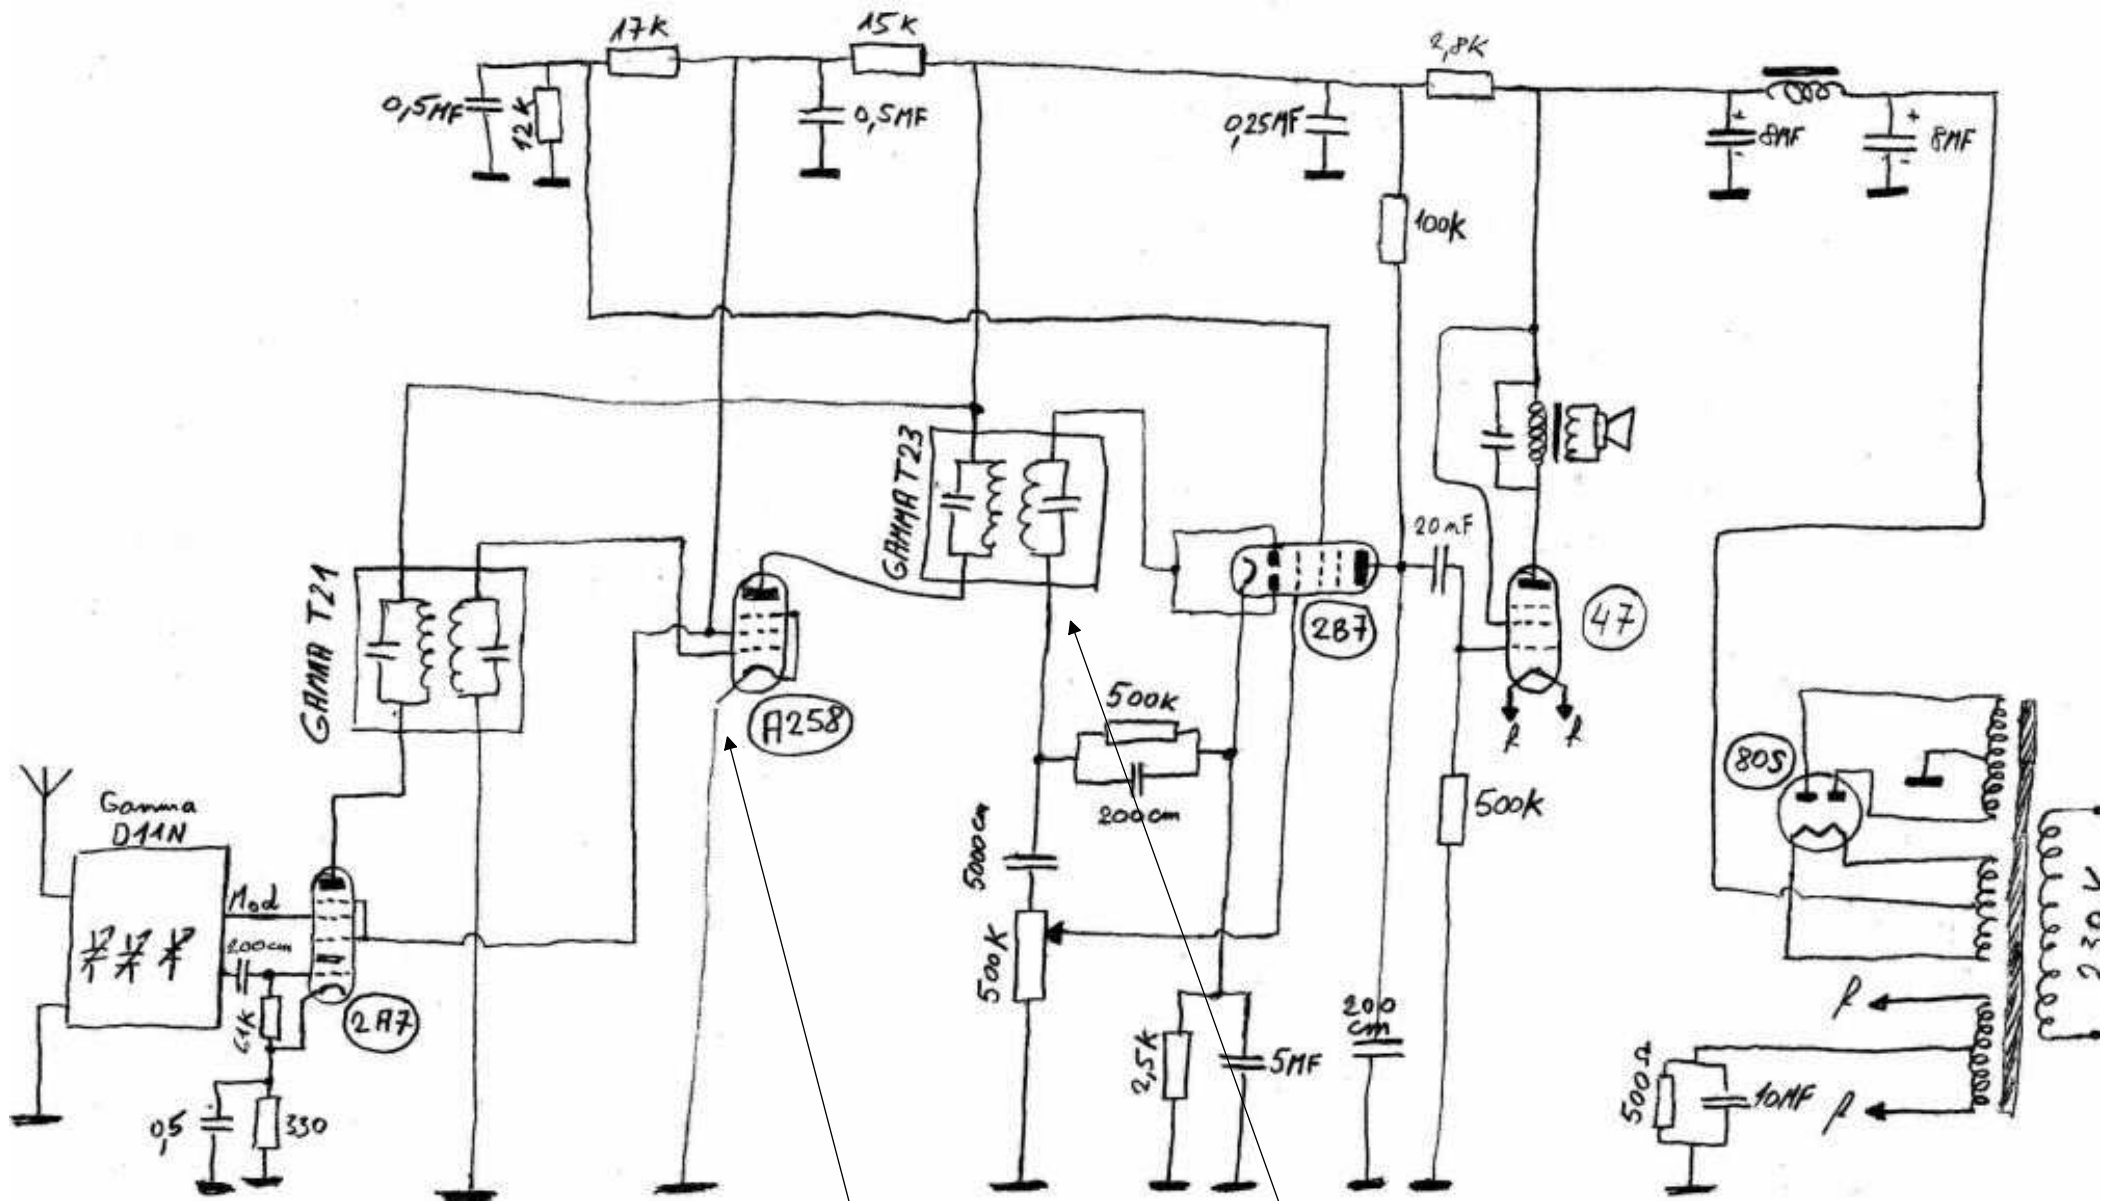 17K
15K
2,8K
0,5MF
12K
0,5MF
0,25MF
8MF
8MF
+
-
+
-
100K
GAMMA T23
20mF
GAMMA T21
2B7
47
A258
500K
200cm
80S
Gamma
D11N
Mod
200cm
5000cm
500K
500K
230V
2A7
200
cm
2,5K
5MF
500Ω
10MF
0,5
330